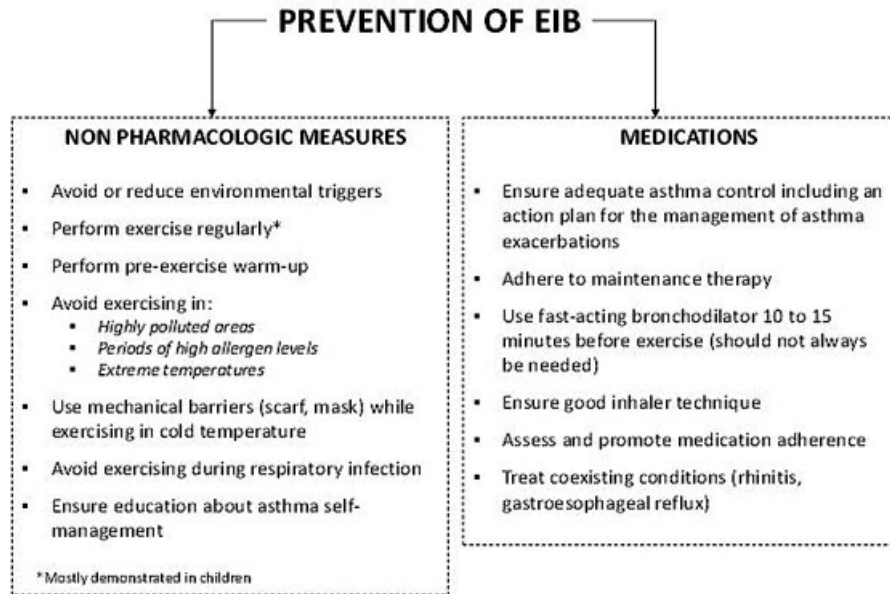 PREVENTION OF EIB
NON PHARMACOLOGIC MEASURES
▪ Avoid or reduce environmental triggers
▪ Perform exercise regularly*
▪ Perform pre-exercise warm-up
▪ Avoid exercising in:
▪ Highly polluted areas
▪ Periods of high allergen levels
▪ Extreme temperatures
▪ Use mechanical barriers (scarf, mask) while
exercising in cold temperature
▪ Avoid exercising during respiratory infection
▪ Ensure education about asthma self-
management
*Mostly demonstrated in children
MEDICATIONS
▪ Ensure adequate asthma control including an
action plan for the management of asthma
exacerbations
▪ Adhere to maintenance therapy
▪ Use fast-acting bronchodilator 10 to 15
minutes before exercise (should not always
be needed)
▪ Ensure good inhaler technique
▪ Assess and promote medication adherence
▪ Treat coexisting conditions (rhinitis,
gastroesophageal reflux)